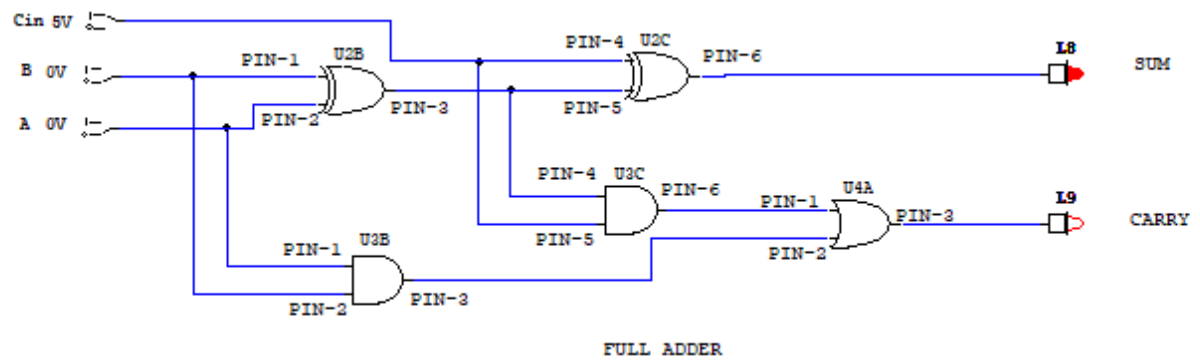 Cin 5V
B 0V
A 0V
PIN-1
U2B
PIN-2
PIN-3
PIN-4
U2C
PIN-6
PIN-5
L8
SUM
PIN-4
U3C
PIN-6
PIN-5
PIN-1
U4A
PIN-3
PIN-2
L9
CARRY
PIN-1
U3B
PIN-2
PIN-3
FULL ADDER